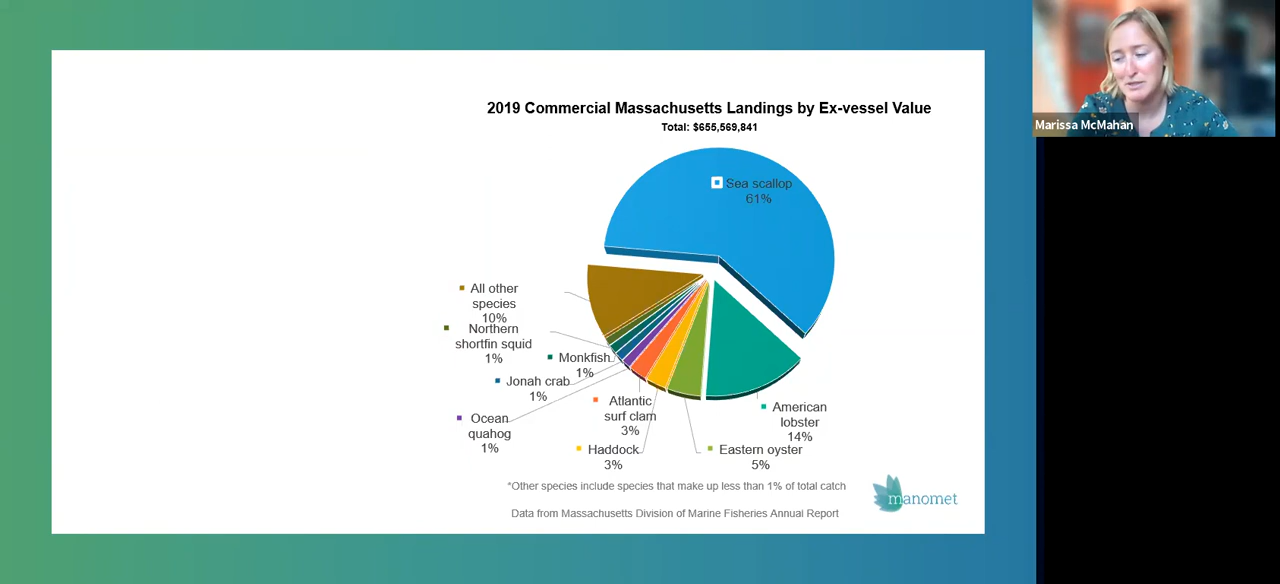 2019 Commercial Massachusetts Landings by Ex-vessel Value
Total: $655,569,841
Sea scallop
61%
All other
species
10%
Northern
shortfin squid
1%
Monkfish
1%
Jonah crab
1%
Ocean
quahog
1%
Atlantic
surf clam
3%
Haddock
3%
Eastern oyster
5%
American
lobster
14%
*Other species include species that make up less than 1% of total catch
Data from Massachusetts Division of Marine Fisheries Annual Report
manomet
Marissa McMahan